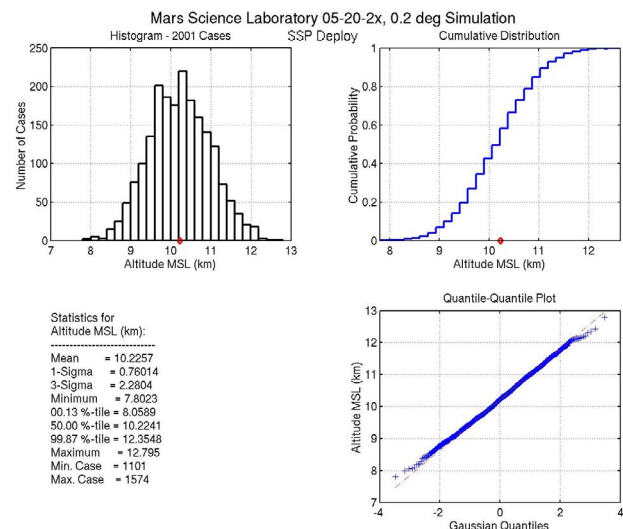 Mars Science Laboratory 05-20-2x, 0.2 deg Simulation
Histogram - 2001 Cases
SSP Deploy
Cumulative Distribution
250
200
150
100
50
0
Number of Cases
7 8 9 10 11 12 13
Altitude MSL (km)
1
0.8
0.6
0.4
0.2
0
Cumulative Probability
8 9 10 11 12
Altitude MSL (km)
Statistics for
Altitude MSL (km):
----------------------------
Mean = 10.2257
1-Sigma = 0.76014
3-Sigma = 2.2804
Minimum = 7.8023
00.13 %-tile = 8.0589
50.00 %-tile = 10.2241
99.87 %-tile = 12.3548
Maximum = 12.795
Min. Case = 1101
Max. Case = 1574
Quantile-Quantile Plot
13
12
11
10
9
8
7
Altitude MSL (km)
-4 -2 0 2 4
Gaussian Quantiles